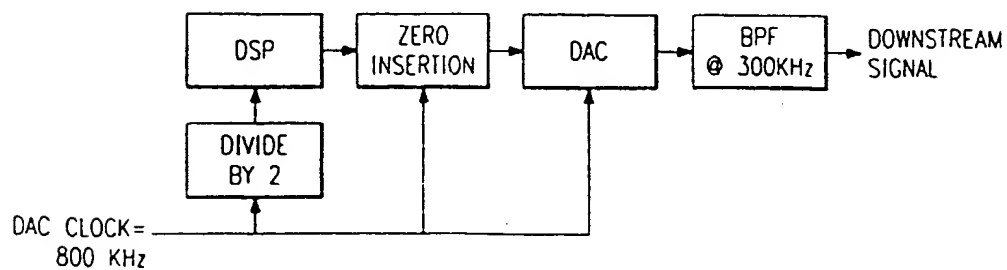 DSP
ZERO
INSERTION
DAC
BPF
@ 300KHz
DOWNSTREAM
SIGNAL
DIVIDE
BY 2
DAC CLOCK=
800 KHz